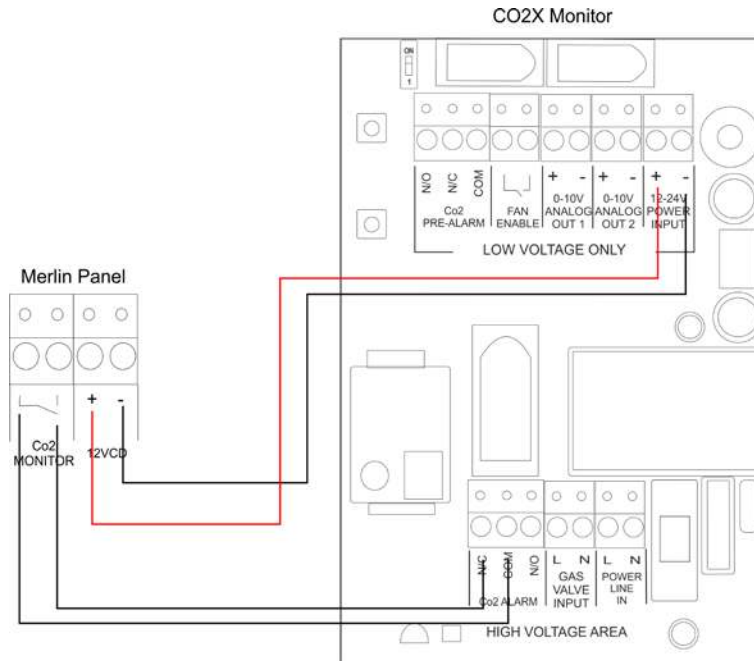 CO2X Monitor
ON
1
N/O
N/C
COM
+ -
+ -
+ -
Co2
PRE-ALARM
FAN
ENABLE
0-10V
ANALOG
OUT 1
0-10V
ANALOG
OUT 2
12-24V
POWER
INPUT
LOW VOLTAGE ONLY
Merlin Panel
+ -
Co2
MONITOR
12VCD
N/C
COM
N/O
L N
L N
Co2 ALARM
GAS
VALVE
INPUT
POWER
LINE
IN
HIGH VOLTAGE AREA